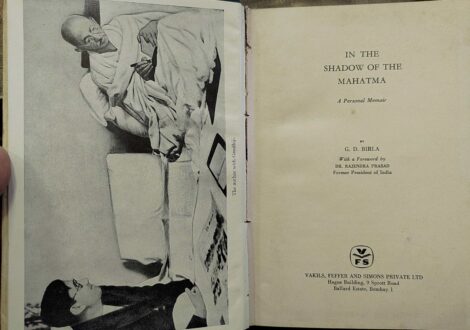 The author with Gandhiji
IN THE
SHADOW OF THE
MAHATMA
A Personal Memoir
BY
G. D. BIRLA
With a Foreword by
DR. RAJENDRA PRASAD
Former President of India
V
F S
VAKILS, FEFFER AND SIMONS PRIVATE LTD
Hague Building, 9 Sprott Road
Ballard Estate, Bombay 1